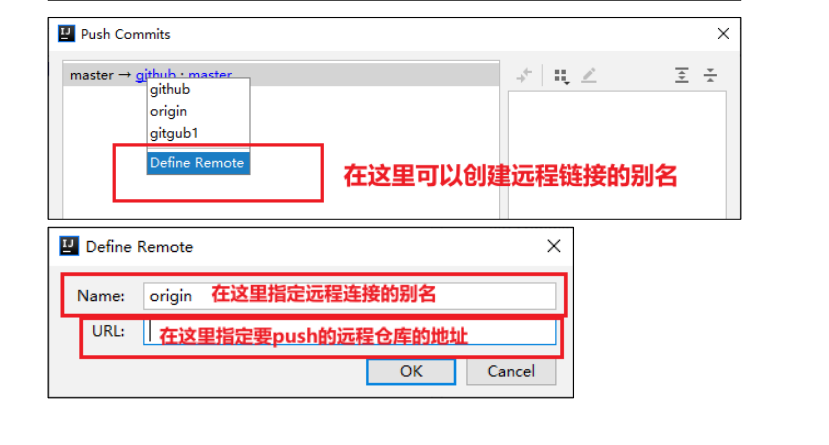 Push Commits
master → github : master
github
origin
gitgub1
Define Remote
在这里可以创建远程链接的别名
Define Remote
Name: origin 在这里指定远程连接的别名
URL: 在这里指定要push的远程仓库的地址
OK Cancel